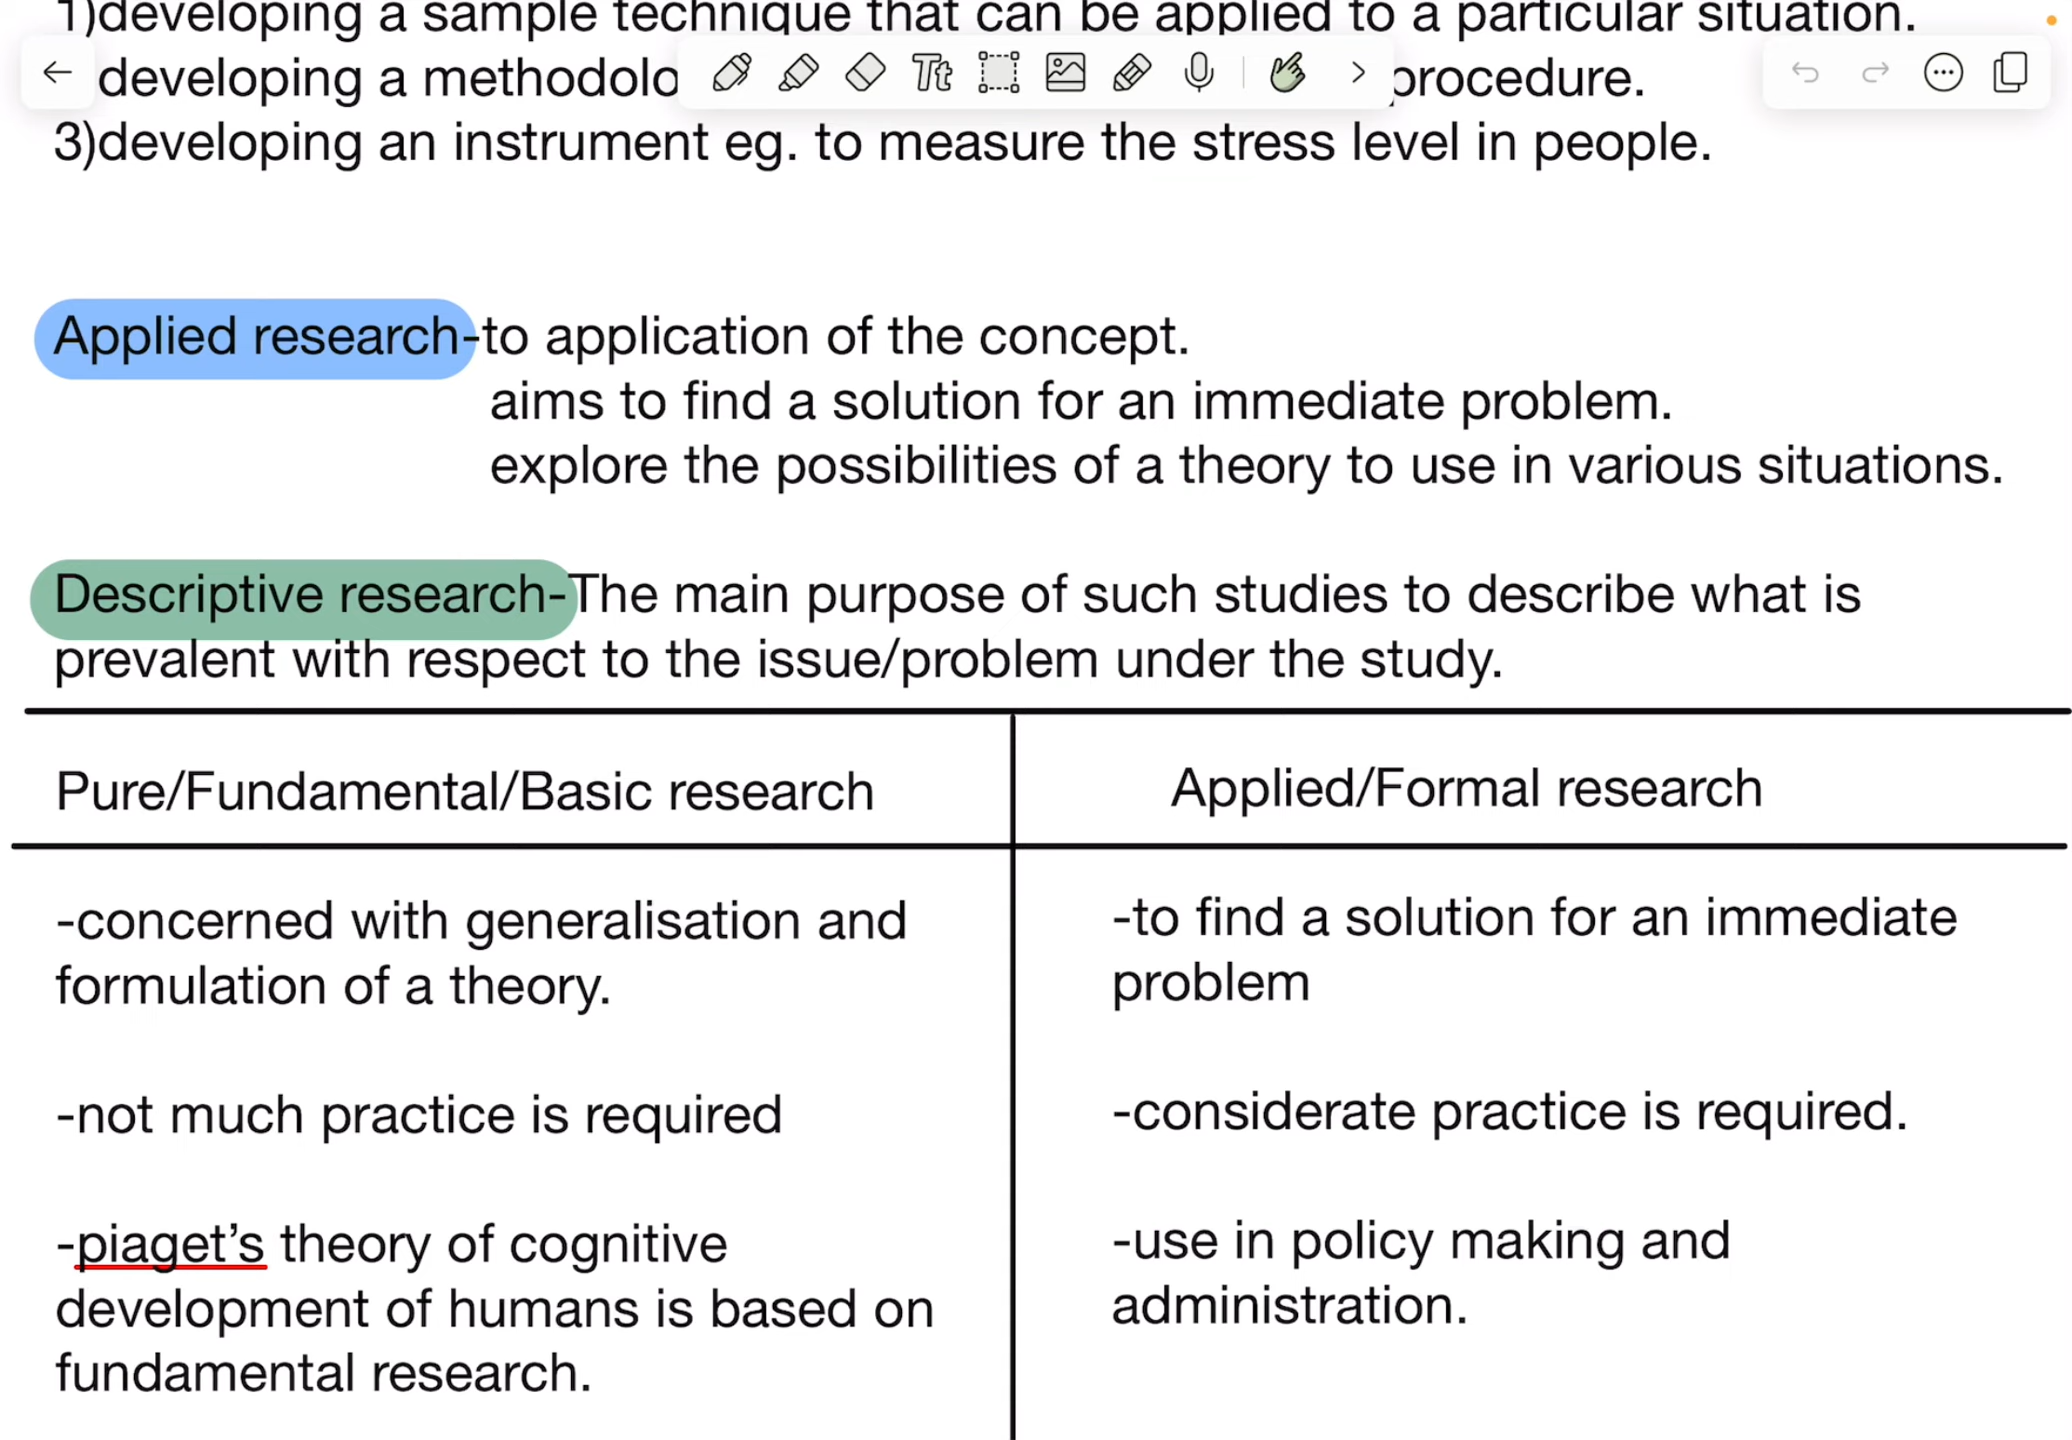 1)developing a sample technique that can be applied to a particular situation.
developing a procedure.
3)developing an instrument eg. to measure the stress level in people.
Applied research-to application of the concept.
aims to find a solution for an immediate problem.
explore the possibilities of a theory to use in various situations.
Descriptive research-The main purpose of such studies to describe what is
prevalent with respect to the issue/problem under the study.
Pure/Fundamental/Basic research
Applied/Formal research
-concerned with generalisation and
formulation of a theory.
-not much practice is required
-piaget’s theory of cognitive
development of humans is based on
fundamental research.
-to find a solution for an immediate
problem
-considerate practice is required.
-use in policy making and
administration.